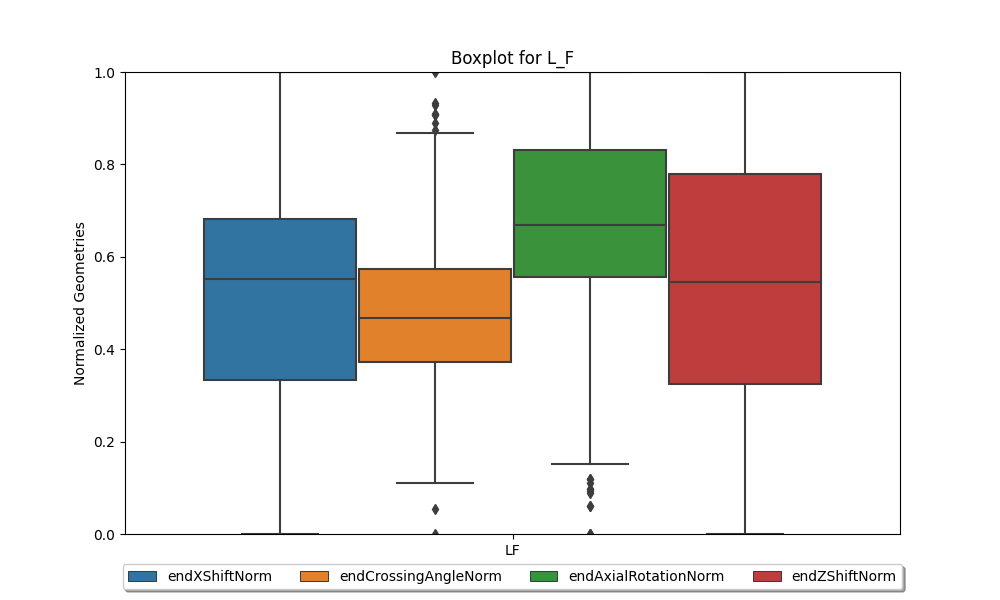 Boxplot for L_F
1.0
0.8
0.6
0.4
0.2
0.0
Normalized Geometries
LF
endXShiftNorm endCrossingAngleNorm endAxialRotationNorm endZShiftNorm